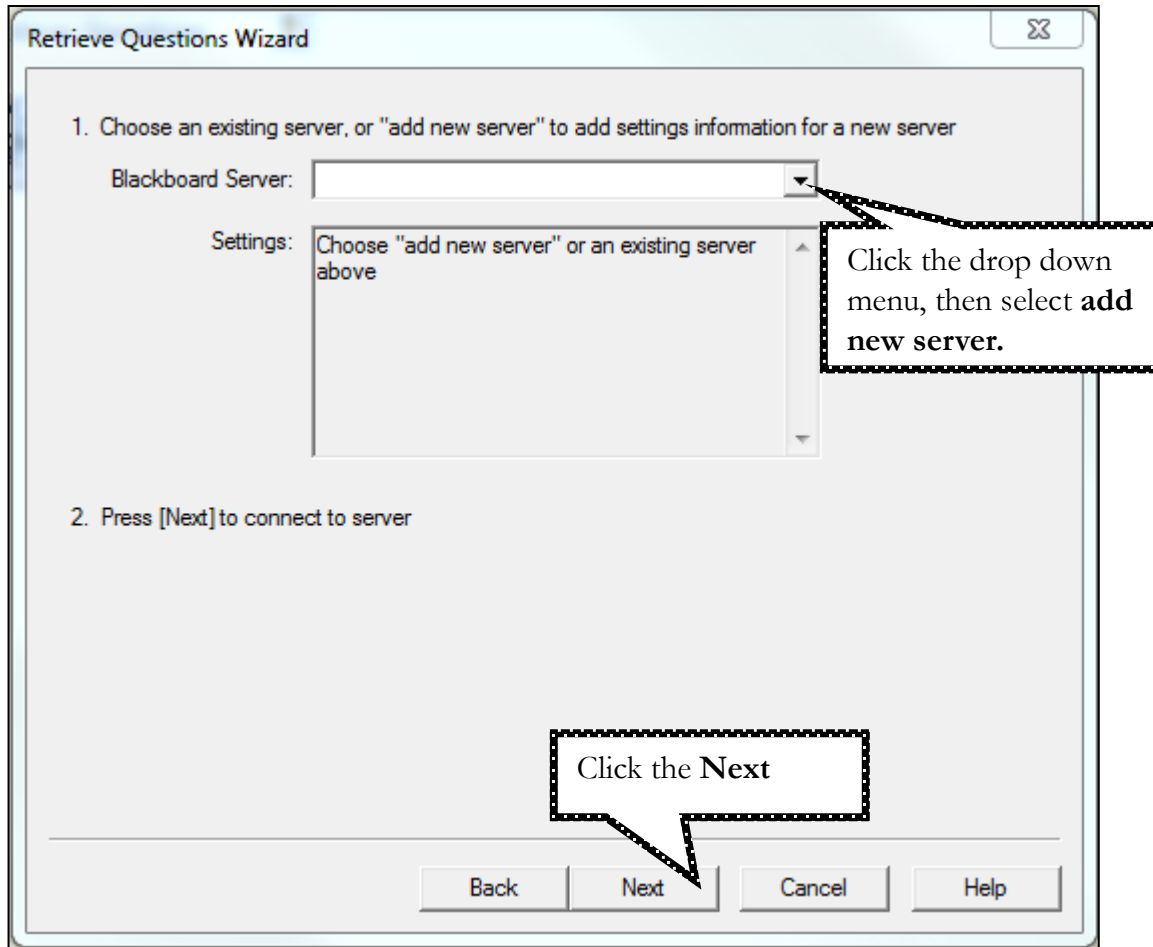 Retrieve Questions Wizard
1. Choose an existing server, or "add new server" to add settings information for a new server
Blackboard Server:
Settings:
Choose "add new server" or an existing server
above
Click the drop down
menu, then select add
new server.
2. Press [Next] to connect to server
Click the Next
Back
Next
Cancel
Help